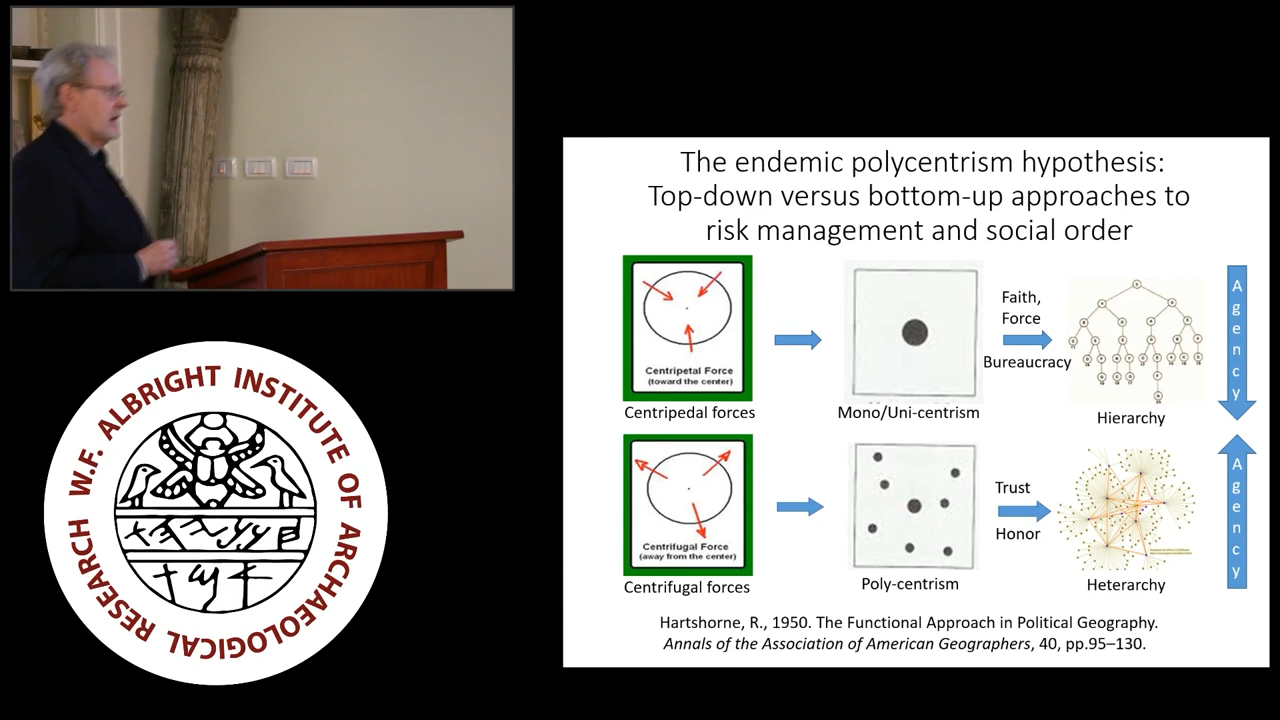 The endemic polycentrism hypothesis:
Top-down versus bottom-up approaches to
risk management and social order
Centripetal Force
(toward the center)
Centripedal forces
Mono/Uni-centrism
Faith,
Force
Bureaucracy
Hierarchy
Agency
Centrifugal Force
(away from the center)
Centrifugal forces
Poly-centrism
Trust
Honor
Heterarchy
Agency
Hartshorne, R., 1950. The Functional Approach in Political Geography.
Annals of the Association of American Geographers, 40, pp.95–130.
W.F. ALBRIGHT INSTITUTE OF ARCHAEOLOGICAL RESEARCH